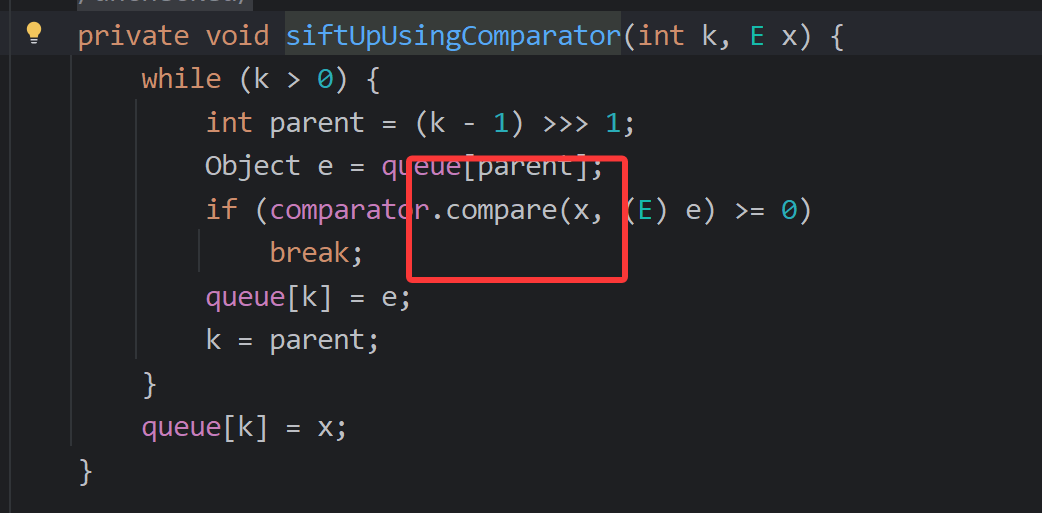 private void siftUpUsingComparator(int k, E x) {
while (k > 0) {
int parent = (k - 1) >>> 1;
Object e = queue[parent];
if (comparator.compare(x, (E) e) >= 0)
break;
queue[k] = e;
k = parent;
}
queue[k] = x;
}